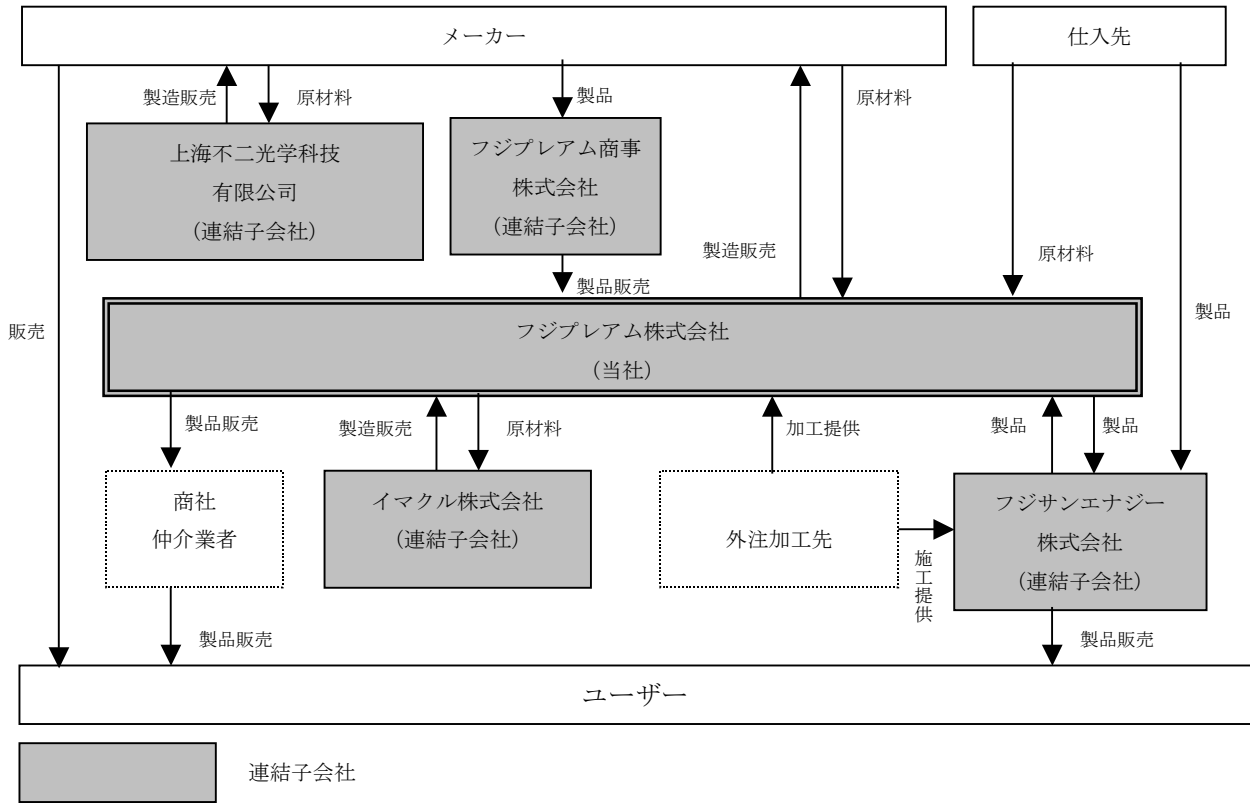 メーカー
仕入先
製造販売
原材料
製品
原材料
上海不二光学科技
有限公司
(連結子会社)
フジプレアム商事
株式会社
(連結子会社)
製造販売
原材料
製品販売
製品
販売
フジプレアム株式会社
(当社)
製品販売
製造販売
原材料
加工提供
製品
製品
商社
仲介業者
イマクル株式会社
(連結子会社)
外注加工先
フジサンエナジー
株式会社
(連結子会社)
施工提供
製品販売
製品販売
ユーザー
連結子会社